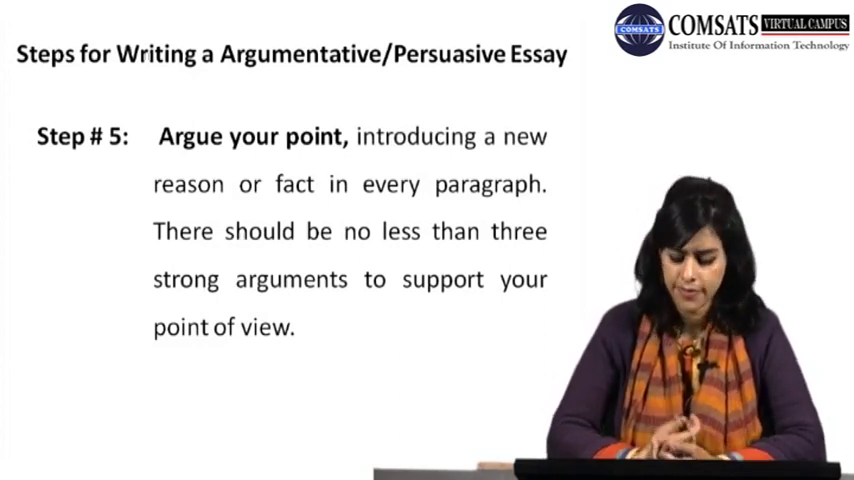 COMSATS VIRTUAL CAMPUS
COMSATS
Institute Of Information Technology
Steps for Writing a Argumentative/Persuasive Essay
Step # 5: Argue your point, introducing a new
reason or fact in every paragraph.
There should be no less than three
strong arguments to support your
point of view.